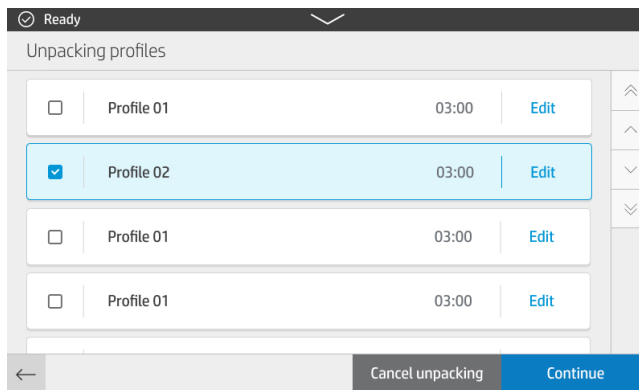 Ready
Unpacking profiles
Profile 01 03:00 Edit
Profile 02 03:00 Edit
Profile 01 03:00 Edit
Profile 01 03:00 Edit
Cancel unpacking Continue